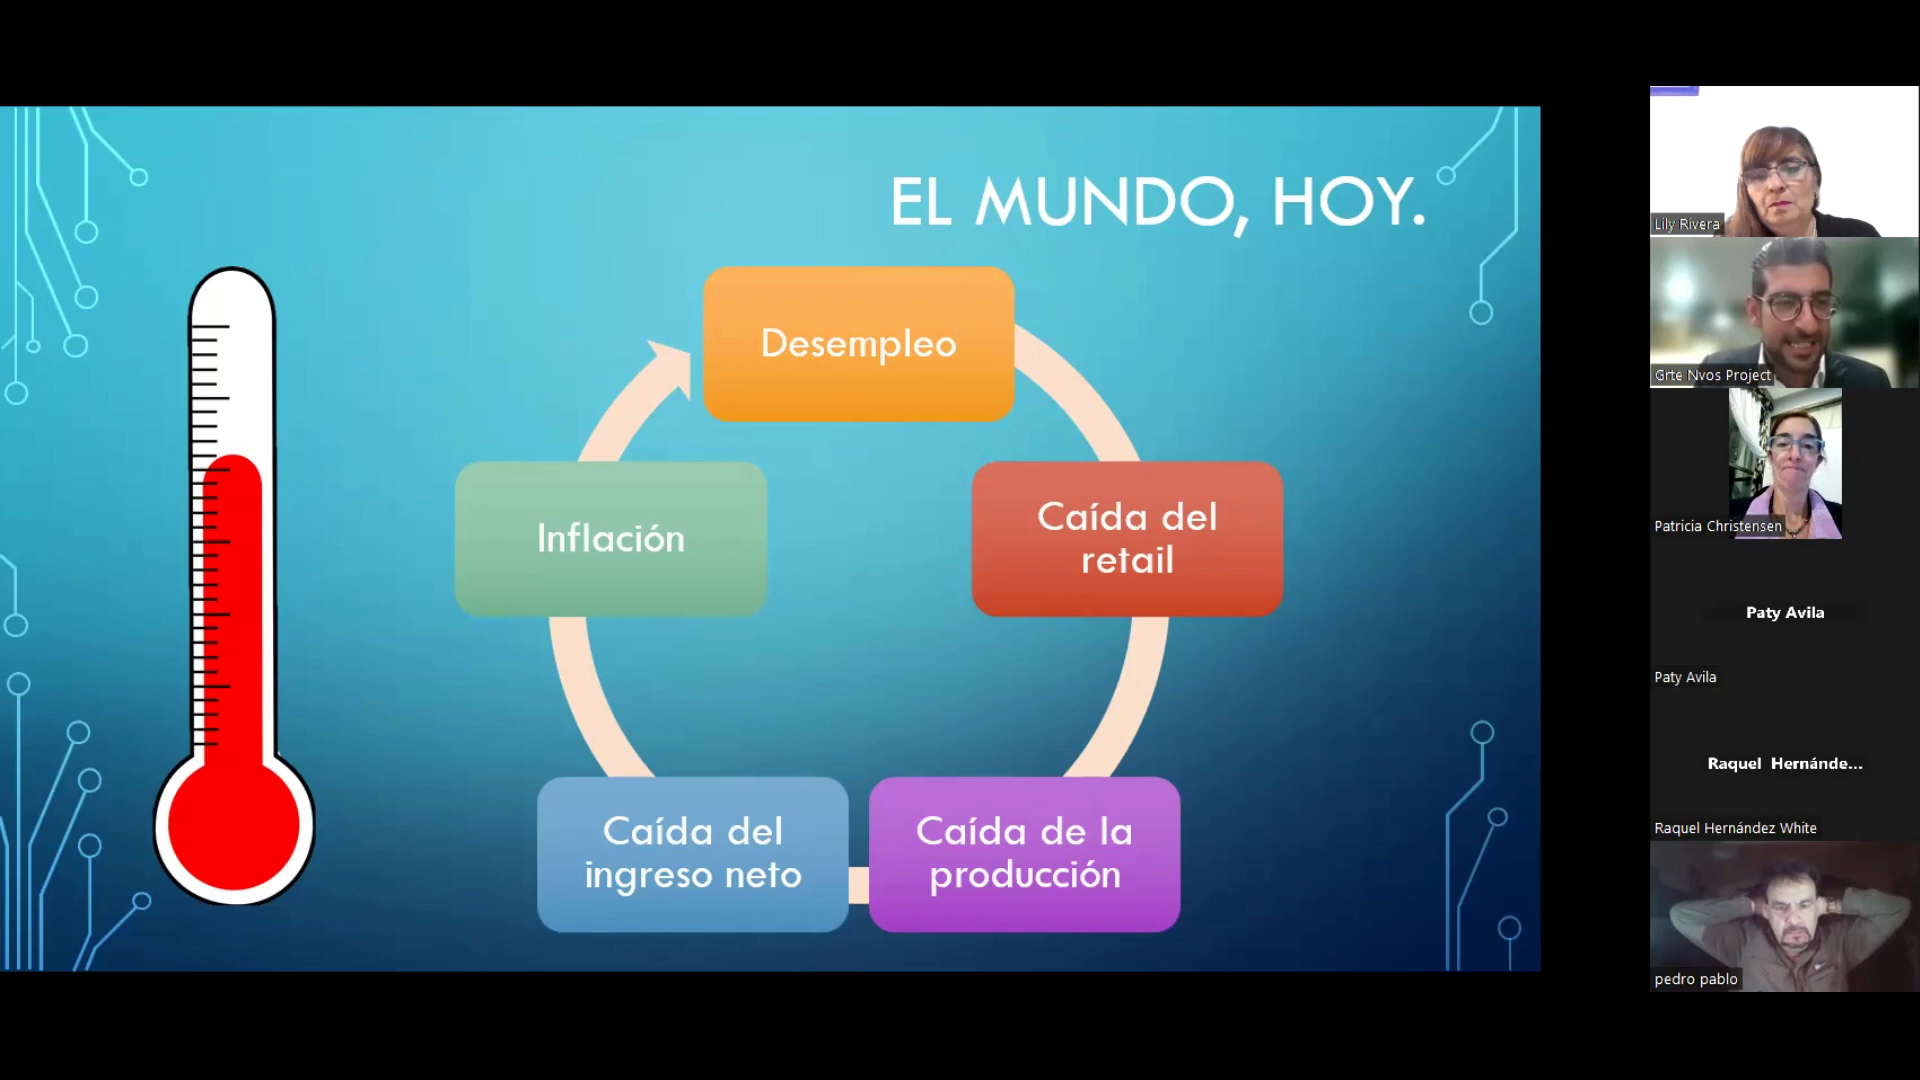 EL MUNDO, HOY.
Desempleo
Caída del
retail
Caída de la
producción
Caída del
ingreso neto
Inflación
Lily Rivera
Grte Nvos Project
Patricia Christensen
Paty Avila
Paty Avila
Raquel Hernánde...
Raquel Hernández White
pedro pablo